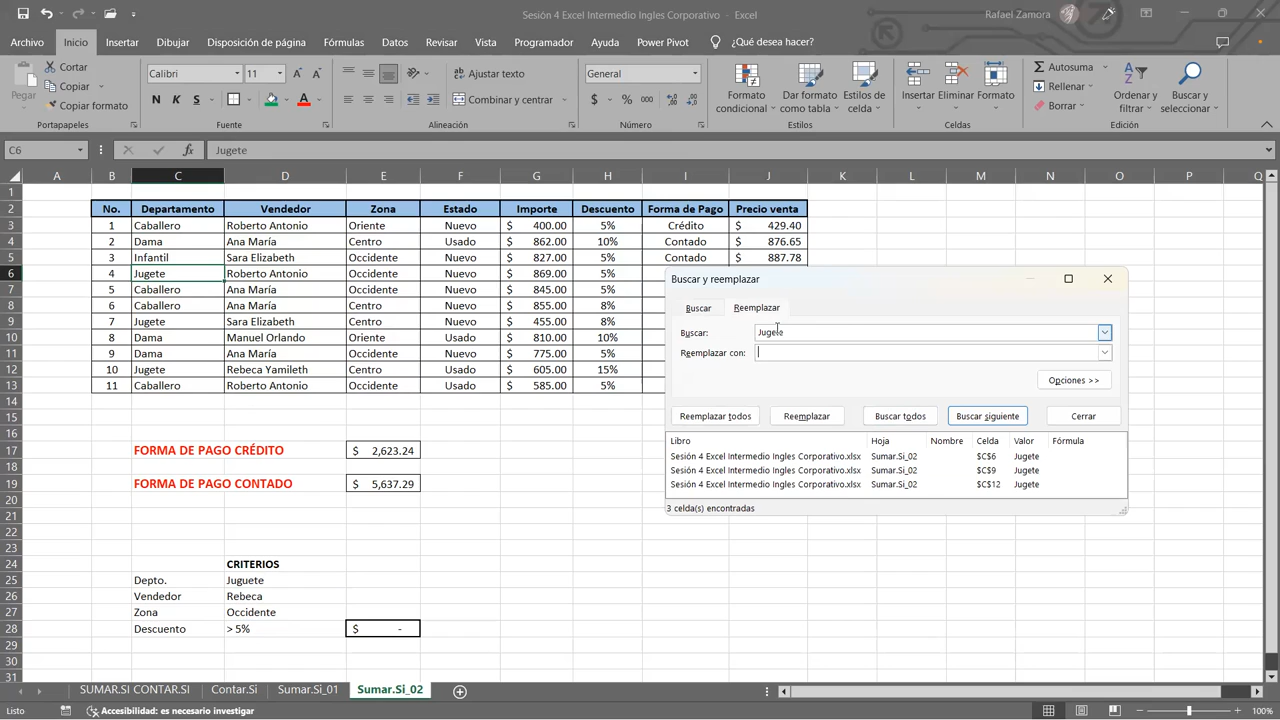 Sesión 4 Excel Intermedio Ingles Corporativo - Excel
Rafael Zamora
Archivo Inicio Insertar Dibujar Disposición de página Fórmulas Datos Revisar Vista Programador Ayuda Power Pivot ¿Qué desea hacer?
Pegar
Cortar
Copiar
Copiar formato
Portapapeles
Calibri 11
N K S
Fuente
Ajustar texto
Combinar y centrar
Alineación
General
$ % 000
Número
Formato condicional
Dar formato como tabla
Estilos de celda
Estilos
Insertar Eliminar Formato
Celdas
Autosuma
Rellenar
Borrar
Ordenar y filtrar
Buscar y seleccionar
Edición
C6 fx Jugete
A B C D E F G H I J K L M N O P Q
1
2 No. Departamento Vendedor Zona Estado Importe Descuento Forma de Pago Precio venta
3 1 Caballero Roberto Antonio Oriente Nuevo $ 400.00 5% Crédito $ 429.40
4 2 Dama Ana María Centro Usado $ 862.00 10% Contado $ 876.65
5 3 Infantil Sara Elizabeth Occidente Nuevo $ 827.00 5% Contado $ 887.78
6 4 Jugete Roberto Antonio Occidente Nuevo $ 869.00 5%
7 5 Caballero Ana María Occidente Nuevo $ 845.00 5%
8 6 Caballero Ana María Centro Nuevo $ 855.00 8%
9 7 Jugete Sara Elizabeth Centro Nuevo $ 455.00 8%
10 8 Dama Manuel Orlando Oriente Usado $ 810.00 10%
11 9 Dama Ana María Occidente Nuevo $ 775.00 5%
12 10 Jugete Rebeca Yamileth Centro Nuevo $ 605.00 15%
13 11 Caballero Roberto Antonio Occidente Usado $ 585.00 5%
14
15
16
17 FORMA DE PAGO CRÉDITO $ 2,623.24
18
19 FORMA DE PAGO CONTADO $ 5,637.29
20
21
22
23
24 CRITERIOS
25 Depto. Juguete
26 Vendedor Rebeca
27 Zona Occidente
28 Descuento > 5% $ -
29
30
31
Buscar y reemplazar
Buscar Reemplazar
Buscar: Jugete
Reemplazar con:
Opciones >>
Reemplazar todos Reemplazar Buscar todos Buscar siguiente Cerrar
Libro Hoja Nombre Celda Valor Fórmula
Sesión 4 Excel Intermedio Ingles Corporativo.xlsx Sumar.Si_02 $C$6 Jugete
Sesión 4 Excel Intermedio Ingles Corporativo.xlsx Sumar.Si_02 $C$9 Jugete
Sesión 4 Excel Intermedio Ingles Corporativo.xlsx Sumar.Si_02 $C$12 Jugete
3 celda(s) encontradas
SUMAR.SI CONTAR.SI Contar.Si Sumar.Si_01 Sumar.Si_02
Listo Accesibilidad: es necesario investigar 100%